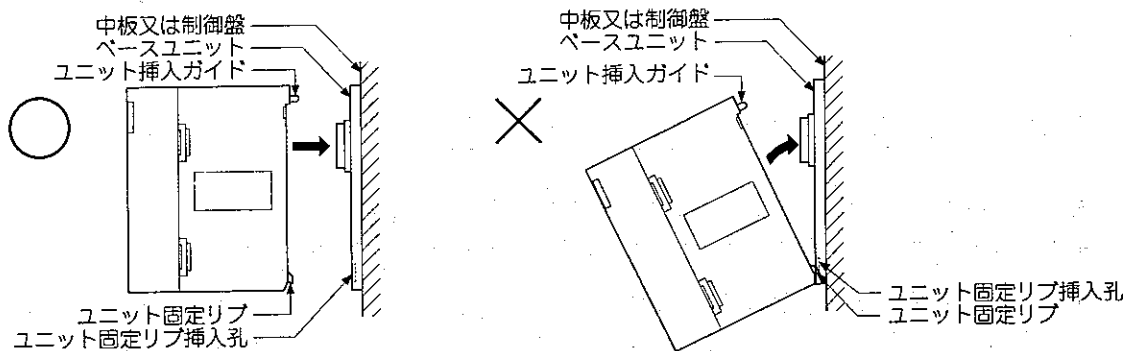 中板又は制御盤
ベースユニット
ユニット挿入ガイド
ユニット固定リブ
ユニット固定リブ挿入孔
中板又は制御盤
ベースユニット
ユニット挿入ガイド
ユニット固定リブ挿入孔
ユニット固定リブ